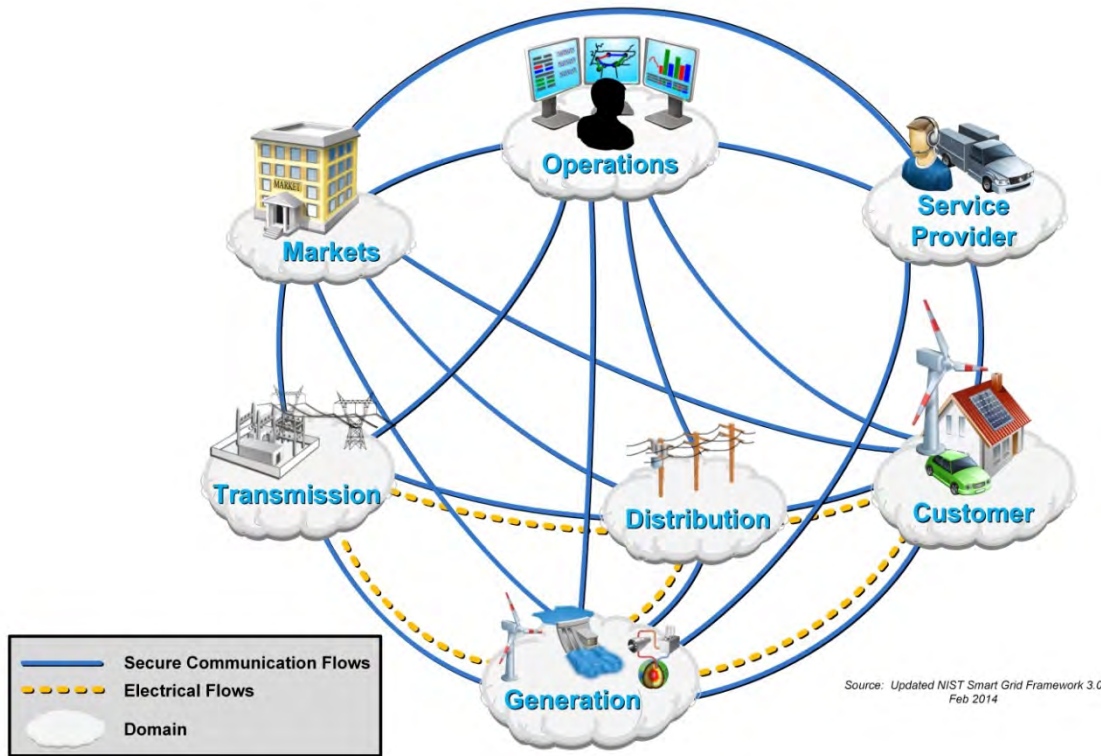 Operations
MARKET
Markets
Service
Provider
Transmission
Distribution
Customer
Generation
Secure Communication Flows
Electrical Flows
Domain
Source: Updated NIST Smart Grid Framework 3.0
Feb 2014